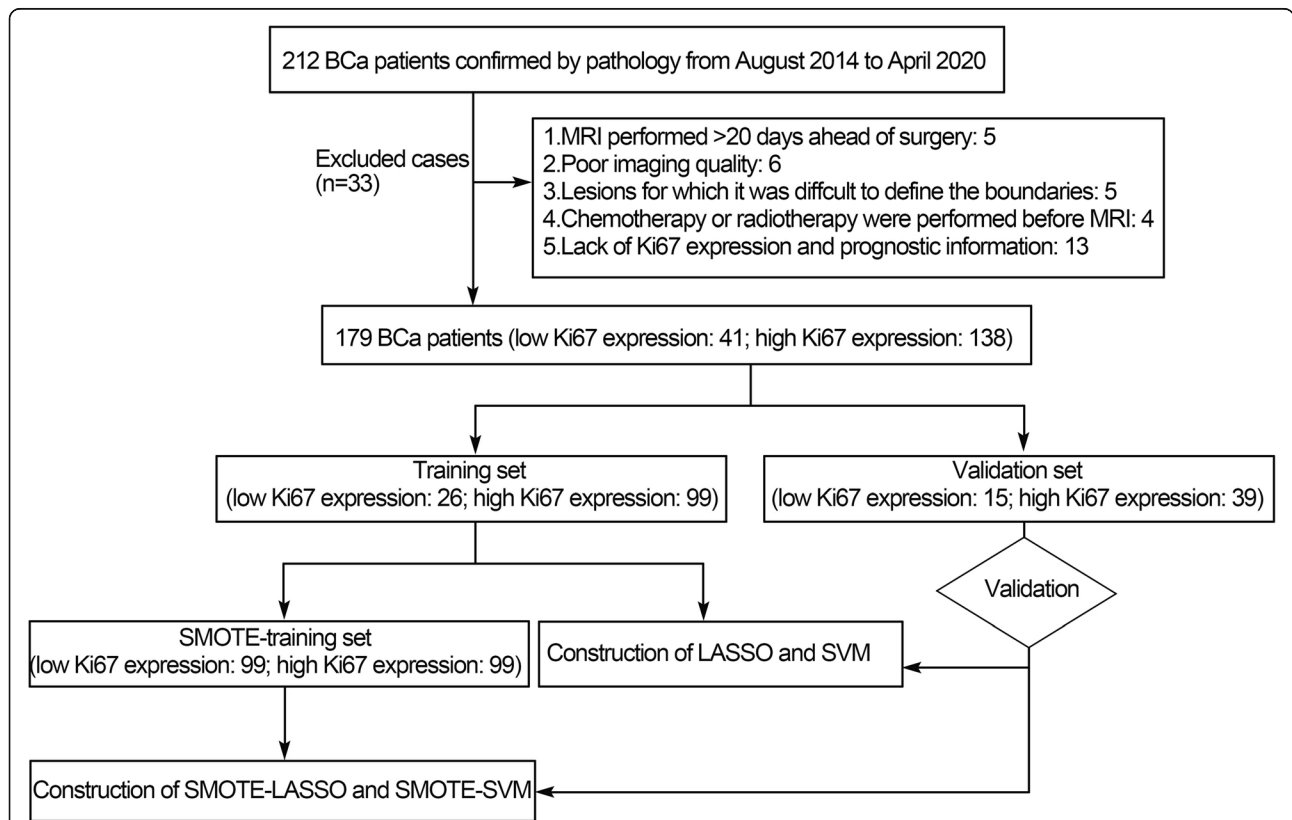 212 BCa patients confirmed by pathology from August 2014 to April 2020
Excluded cases
(n=33)
1.MRI performed >20 days ahead of surgery: 5
2.Poor imaging quality: 6
3.Lesions for which it was diffcult to define the boundaries: 5
4.Chemotherapy or radiotherapy were performed before MRI: 4
5.Lack of Ki67 expression and prognostic information: 13
179 BCa patients (low Ki67 expression: 41; high Ki67 expression: 138)
Training set
(low Ki67 expression: 26; high Ki67 expression: 99)
Validation set
(low Ki67 expression: 15; high Ki67 expression: 39)
Validation
SMOTE-training set
(low Ki67 expression: 99; high Ki67 expression: 99)
Construction of LASSO and SVM
Construction of SMOTE-LASSO and SMOTE-SVM